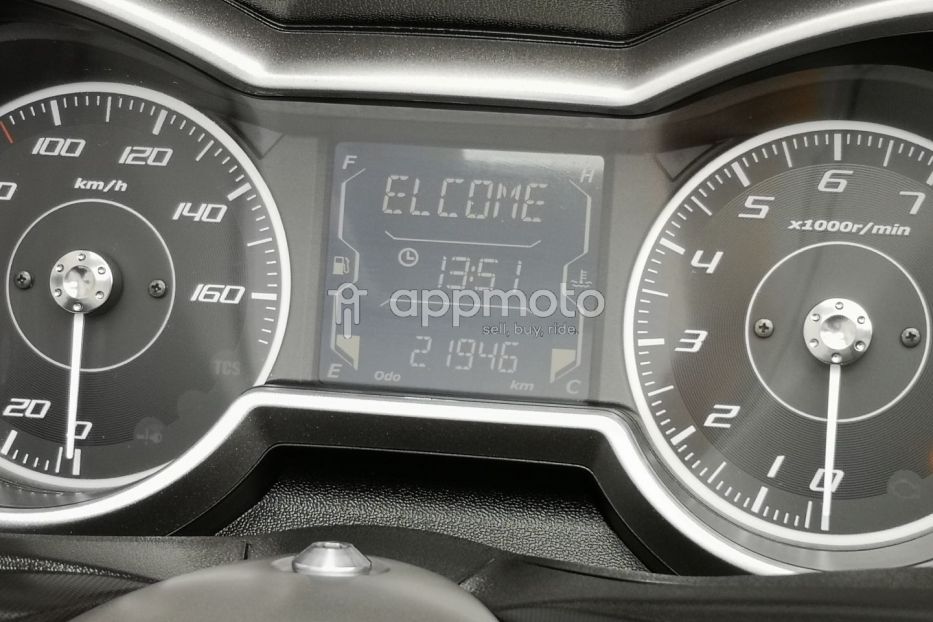 100 120 140 160
km/h
TCS
20 0
F H
ELCOME
13:51
appmoto
sell, buy, ride.
21946
E Odo km C
0 1 2 3 4 5 6 7
x1000r/min